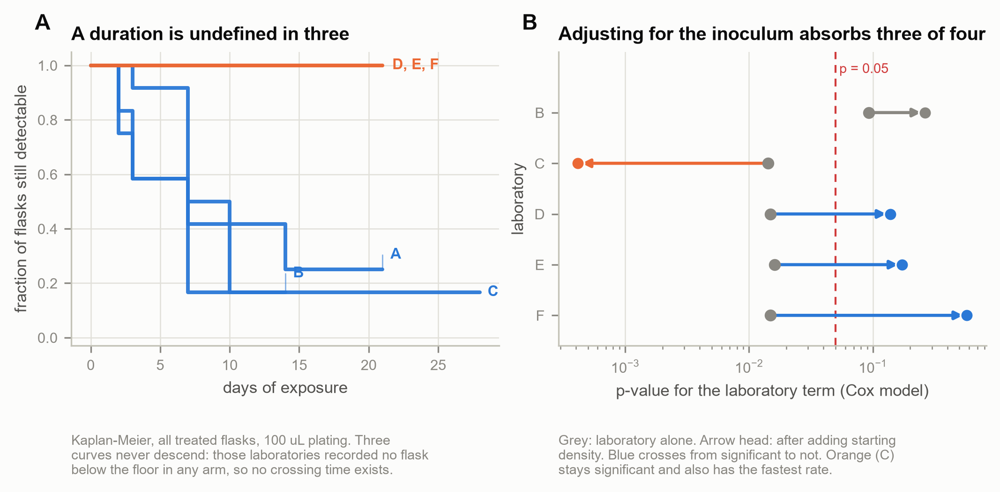 A
A duration is undefined in three
fraction of flasks still detectable
1.0
0.8
0.6
0.4
0.2
0.0
D, E, F
A
B
C
0 5 10 15 20 25
days of exposure
Kaplan-Meier, all treated flasks, 100 uL plating. Three
curves never descend: those laboratories recorded no flask
below the floor in any arm, so no crossing time exists.
B
Adjusting for the inoculum absorbs three of four
laboratory
p = 0.05
B
C
D
E
F
10⁻³ 10⁻² 10⁻¹
p-value for the laboratory term (Cox model)
Grey: laboratory alone. Arrow head: after adding starting
density. Blue crosses from significant to not. Orange (C)
stays significant and also has the fastest rate.